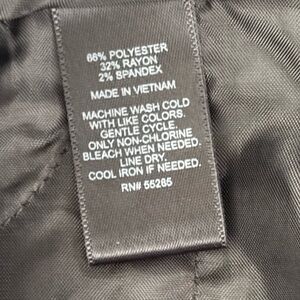 66% POLYESTER
32% RAYON
2% SPANDEX
MADE IN VIETNAM
MACHINE WASH COLD
WITH LIKE COLORS.
GENTLE CYCLE.
ONLY NON-CHLORINE
BLEACH WHEN NEEDED.
LINE DRY.
COOL IRON IF NEEDED.
RN# 55285